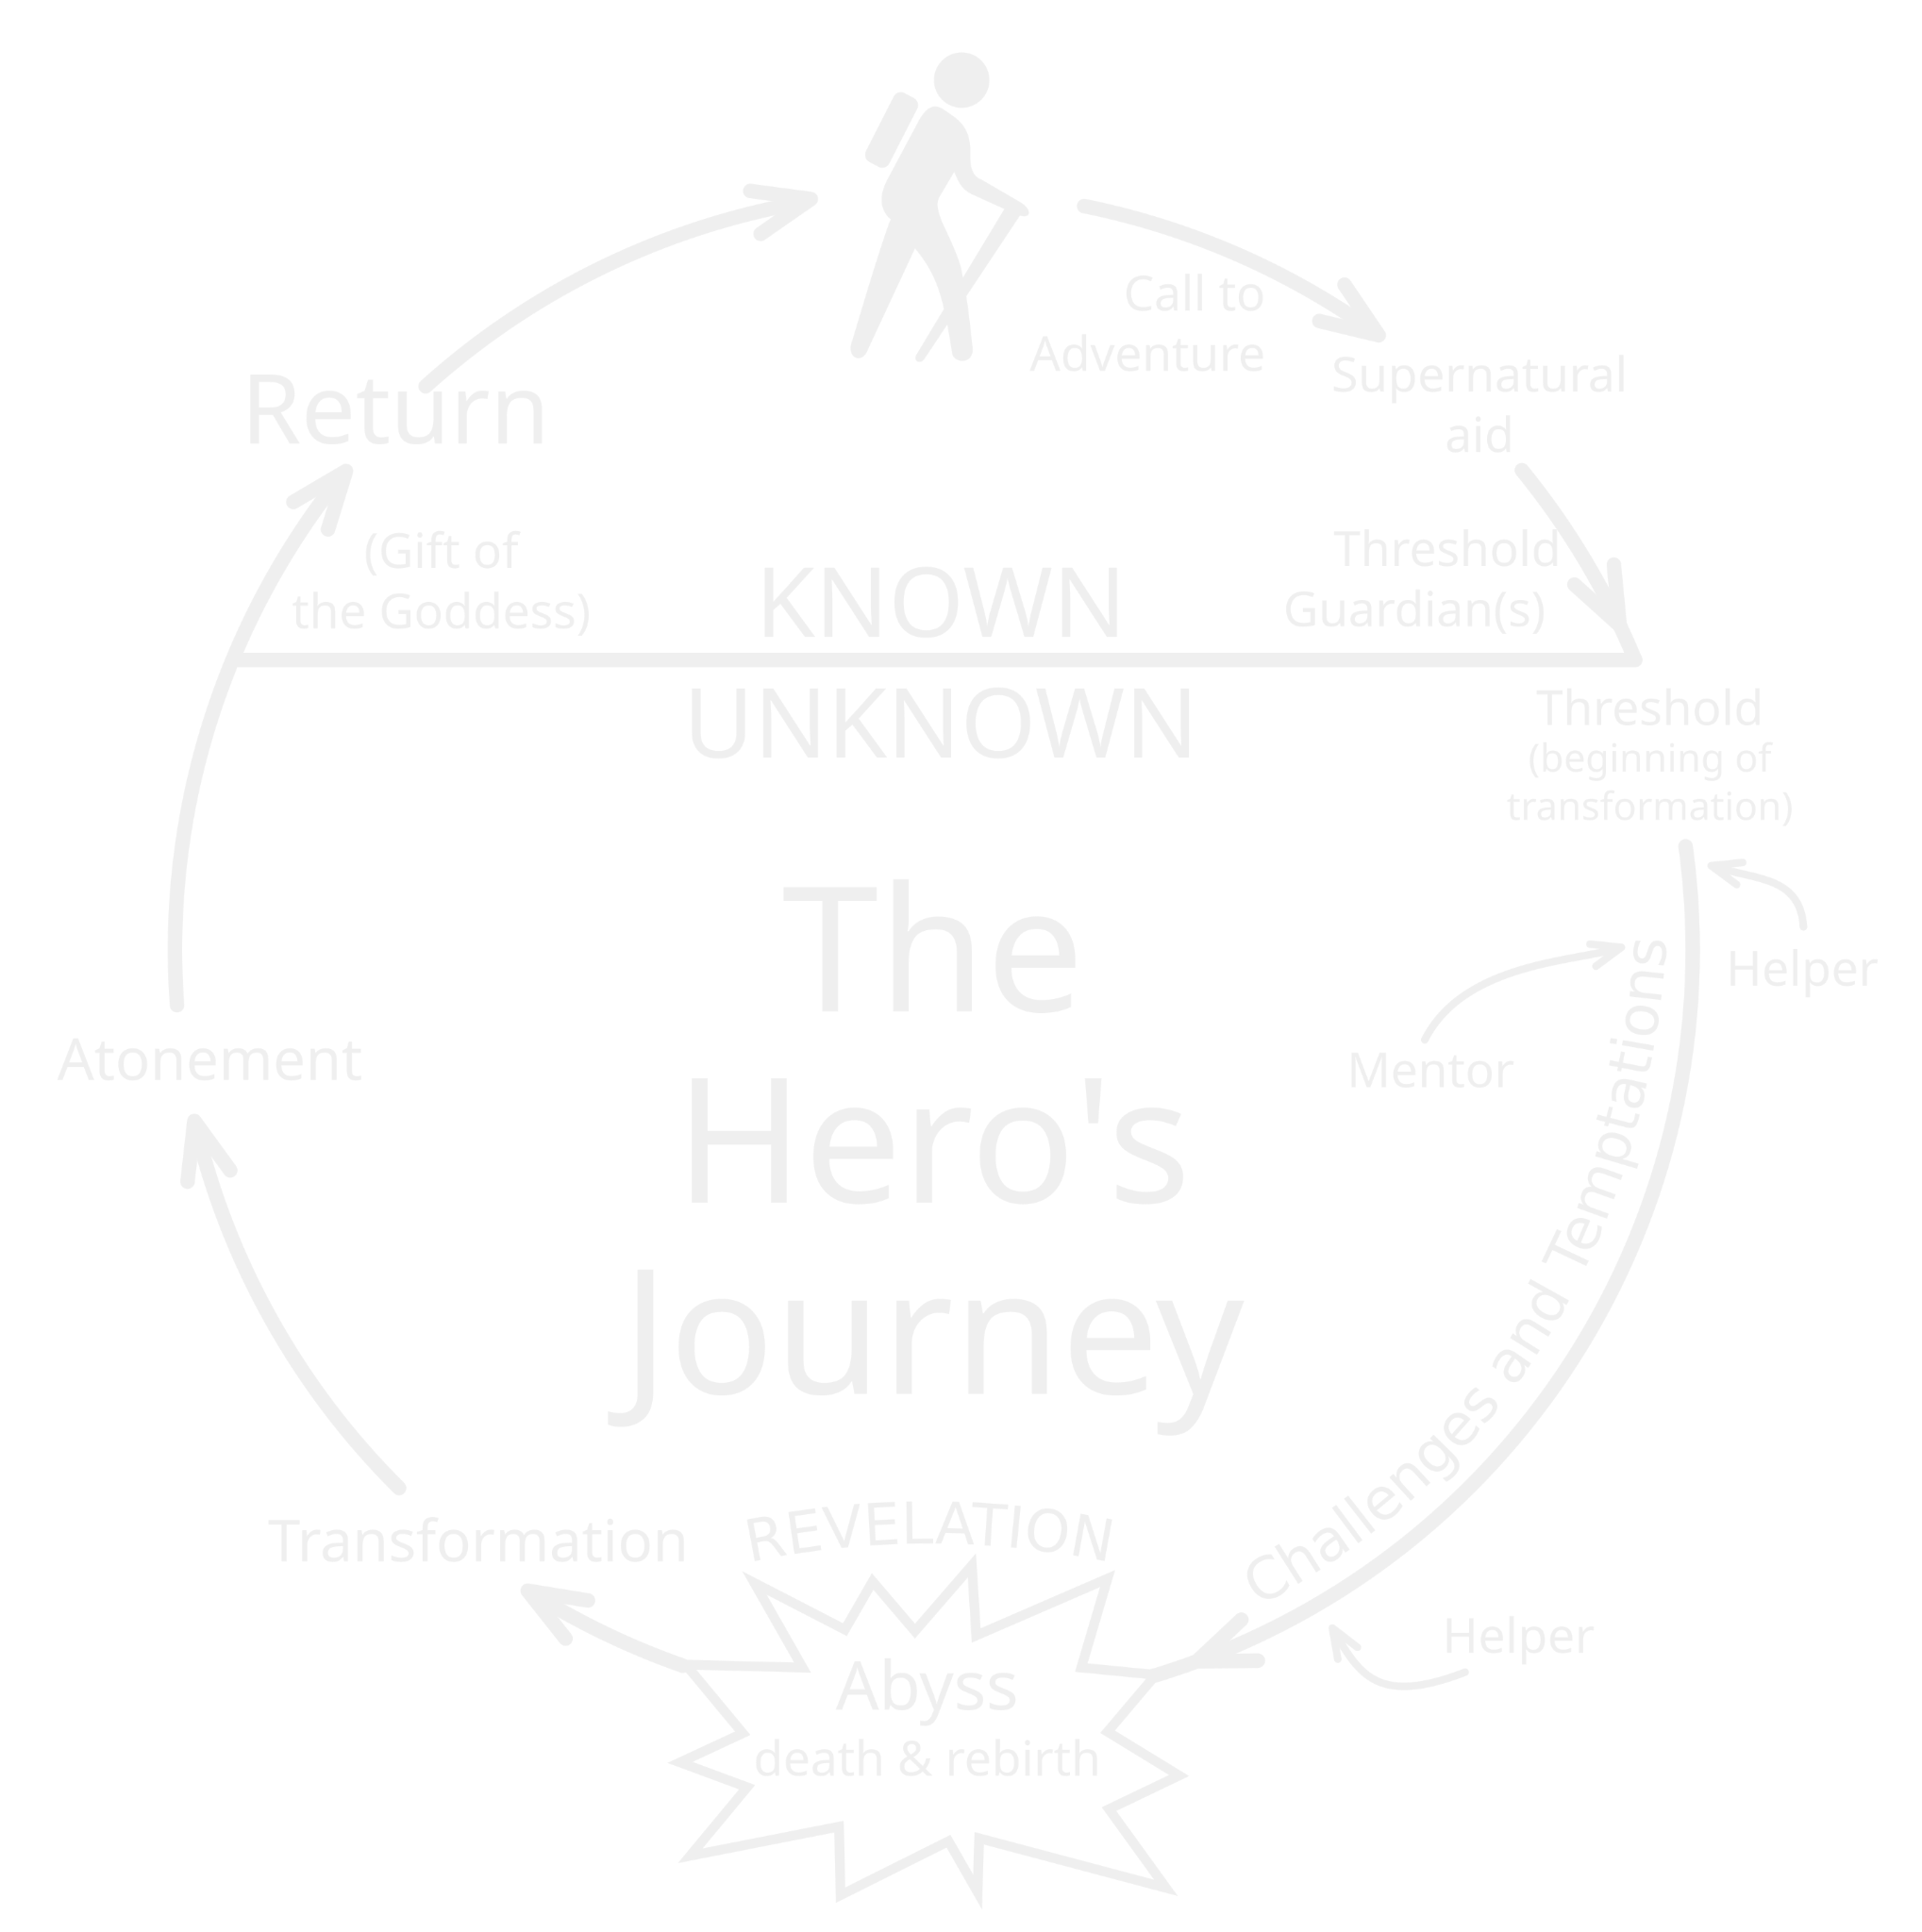 Call to
Adventure
Supernatural
aid
Return
(Gift of
the Goddess)
Threshold
Guardian(s)
KNOWN
UNKNOWN
Threshold
(beginning of
transformation)
The
Hero's
Journey
Helper
Mentor
Challenges and Temptations
Atonement
Transformation
REVELATION
Helper
Abyss
death & rebirth